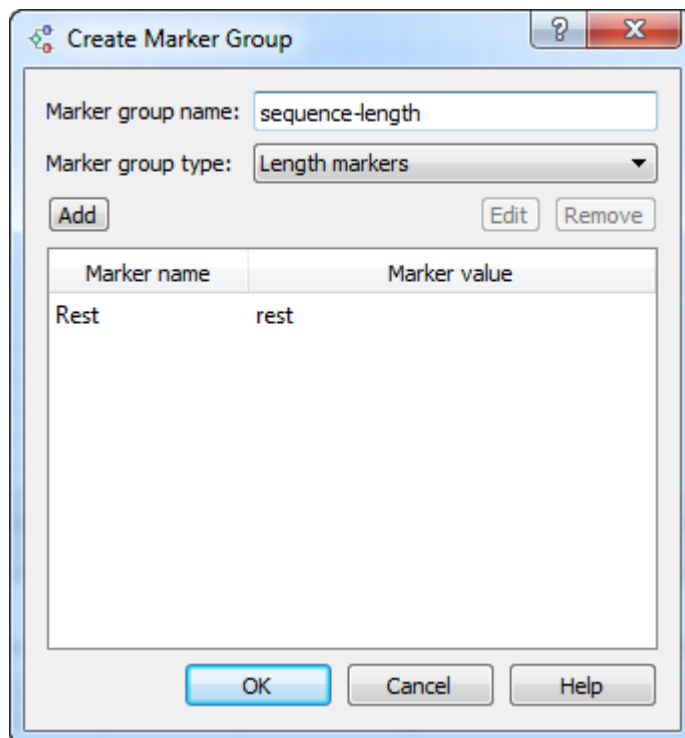 Create Marker Group
Marker group name: sequence-length
Marker group type: Length markers
Add Edit Remove
Marker name Marker value
Rest rest
OK Cancel Help